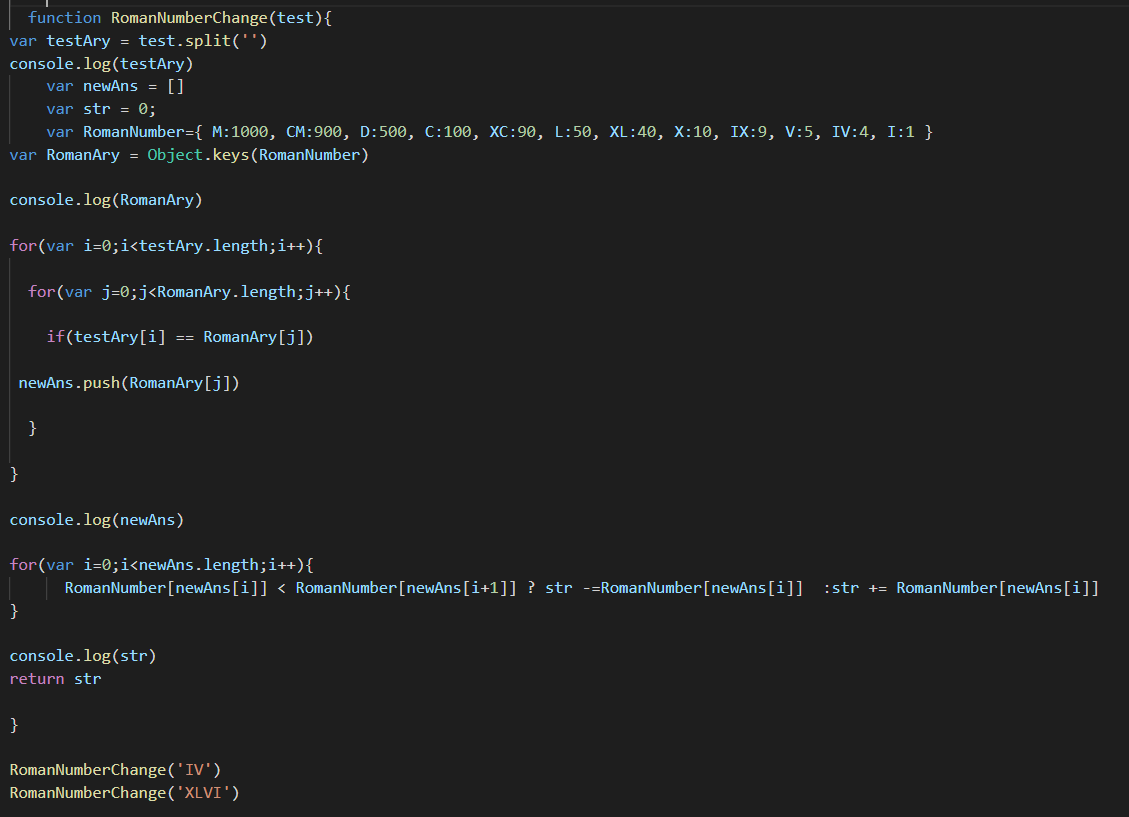 function RomanNumberChange(test){
var testAry = test.split('')
console.log(testAry)
var newAns = []
var str = 0;
var RomanNumber={ M:1000, CM:900, D:500, C:100, XC:90, L:50, XL:40, X:10, IX:9, V:5, IV:4, I:1 }
var RomanAry = Object.keys(RomanNumber)
console.log(RomanAry)
for(var i=0;i<testAry.length;i++){
for(var j=0;j<RomanAry.length;j++){
if(testAry[i] == RomanAry[j])
newAns.push(RomanAry[j])
}
}
console.log(newAns)
for(var i=0;i<newAns.length;i++){
RomanNumber[newAns[i]] < RomanNumber[newAns[i+1]] ? str -=RomanNumber[newAns[i]]  :str += RomanNumber[newAns[i]]
}
console.log(str)
return str
}
RomanNumberChange('IV')
RomanNumberChange('XLVI')